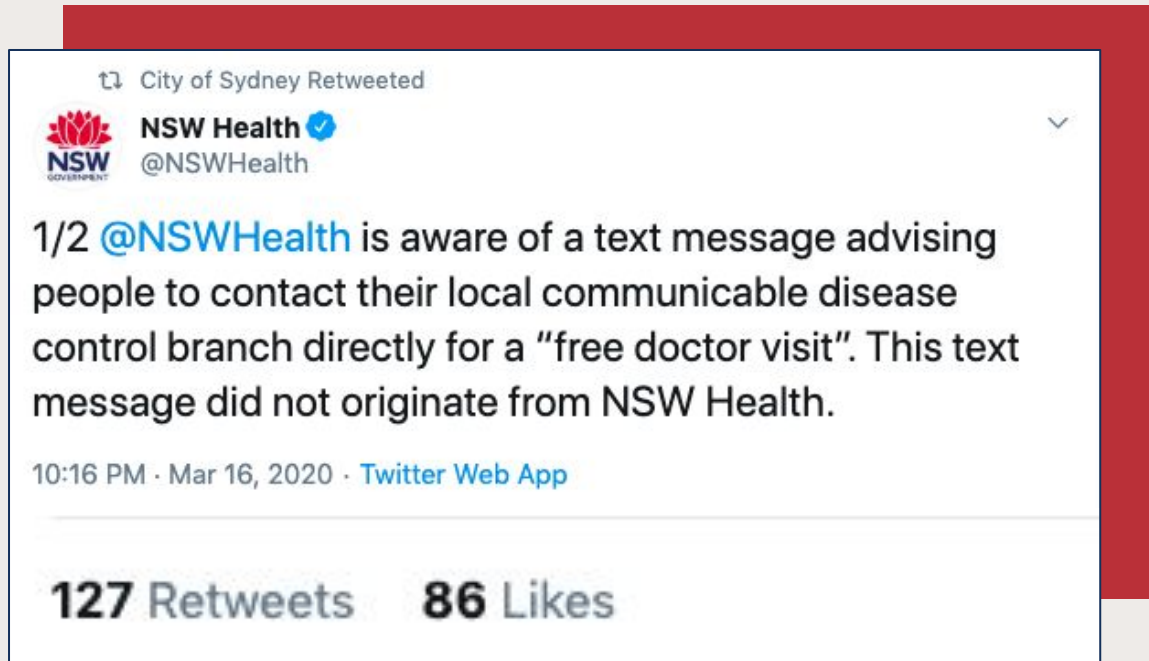 City of Sydney Retweeted
NSW Health
NSW
GOVERNMENT
@NSWHealth
1/2 @NSWHealth is aware of a text message advising
people to contact their local communicable disease
control branch directly for a “free doctor visit”. This text
message did not originate from NSW Health.
10:16 PM · Mar 16, 2020 · Twitter Web App
127 Retweets 86 Likes